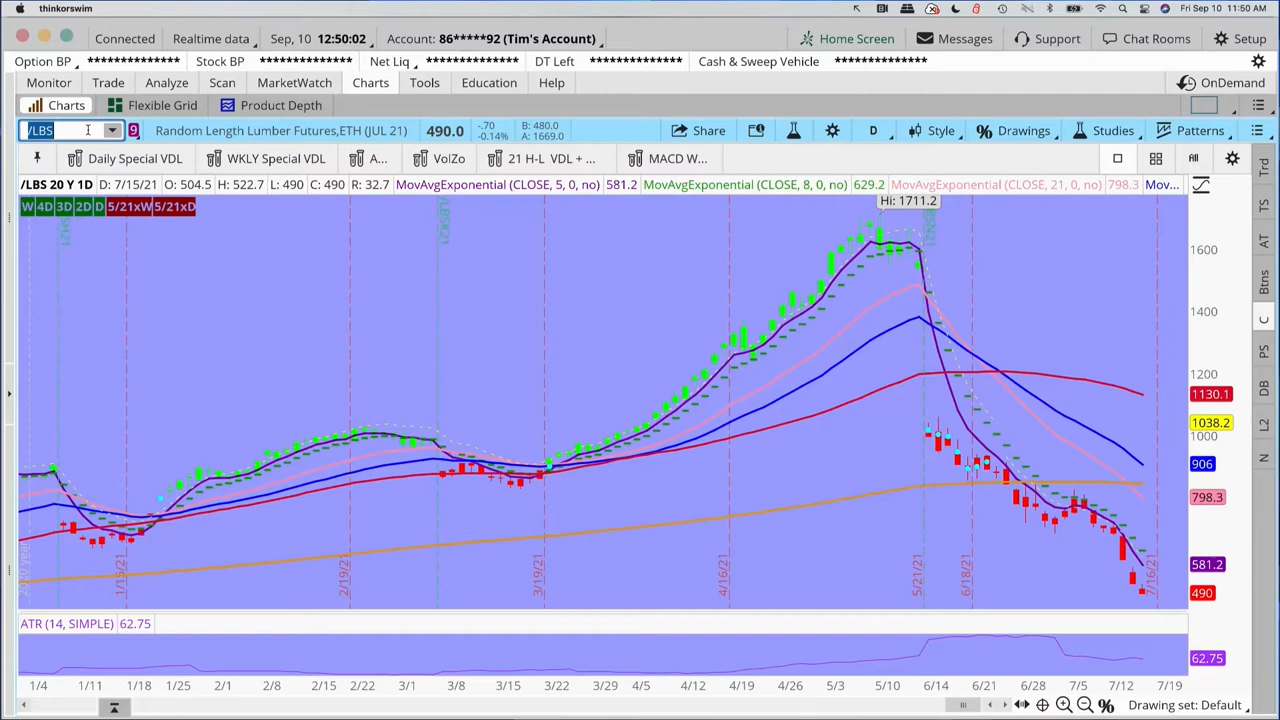 thinkorswim Fri Sep 10 11:50 AM
Connected Realtime data Sep, 10 12:50:02 Account: 86*****92 (Tim's Account) Home Screen Messages Support Chat Rooms Setup
Option BP ************** Stock BP ************** Net Liq ************** DT Left ************** Cash & Sweep Vehicle **************
Monitor Trade Analyze Scan MarketWatch Charts Tools Education Help OnDemand
Charts Flexible Grid Product Depth
/LBS 9 Random Length Lumber Futures,ETH (JUL 21) 490.0 -.70 B: 480.0 Share D Style Drawings Studies Patterns
-0.14% A: 1669.0
Daily Special VDL WKLY Special VDL A... VolZo 21 H-L VDL + ... MACD W... All
/LBS 20 Y 1D D: 7/15/21 O: 504.5 H: 522.7 L: 490 C: 490 R: 32.7 MovAvgExponential (CLOSE, 5, 0, no) 581.2 MovAvgExponential (CLOSE, 8, 0, no) 629.2 MovAvgExponential (CLOSE, 21, 0, no) 798.3 Mov...
W 4D 3D 2D D 5/21xW 5/21xD
Hi: 1711.2
1600
1400
1200
1130.1
1038.2
1000
906
798.3
581.2
490
1/15/21 2/19/21 3/19/21 4/16/21 5/21/21 6/18/21 7/16/21
ATR (14, SIMPLE) 62.75
62.75
1/4 1/11 1/18 1/25 2/1 2/8 2/15 2/22 3/1 3/8 3/15 3/22 3/29 4/5 4/12 4/19 4/26 5/3 5/10 6/14 6/21 6/28 7/5 7/12 7/19
Drawing set: Default
Trd
TS
AT
Btns
C
PS
DB
L2
N